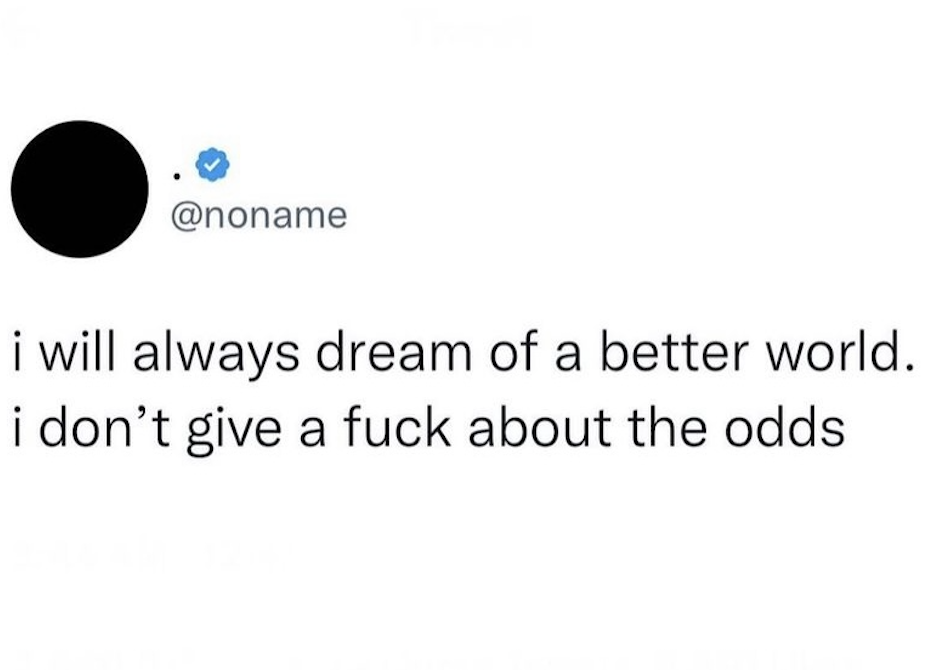 .
@noname
i will always dream of a better world.
i don’t give a fuck about the odds